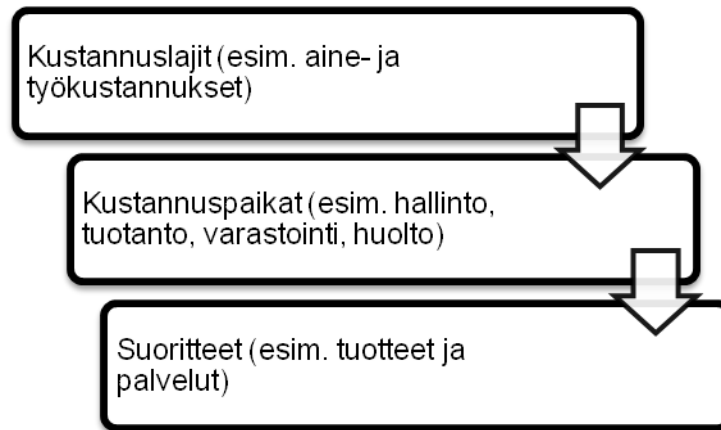 Kustannuslajit (esim. aine- ja
työkustannukset)
Kustannuspaikat (esim. hallinto,
tuotanto, varastointi, huolto)
Suoritteet (esim. tuotteet ja
palvelut)